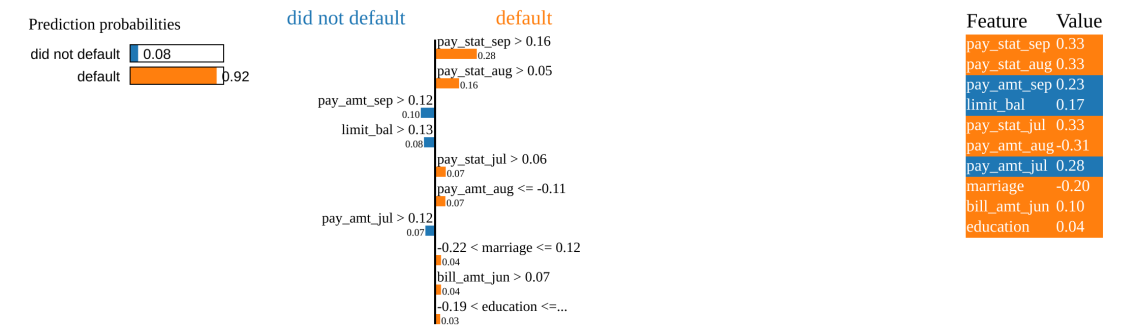 Prediction probabilities
did not default 0.08
default 0.92
did not default default
pay_stat_sep > 0.16
0.28
pay_stat_aug > 0.05
0.16
pay_amt_sep > 0.12
0.10
limit_bal > 0.13
0.08
pay_stat_jul > 0.06
0.07
pay_amt_aug <= -0.11
0.07
pay_amt_jul > 0.12
0.07
-0.22 < marriage <= 0.12
0.04
bill_amt_jun > 0.07
0.04
-0.19 < education <=...
0.03
Feature Value
pay_stat_sep 0.33
pay_stat_aug 0.33
pay_amt_sep 0.23
limit_bal 0.17
pay_stat_jul 0.33
pay_amt_aug -0.31
pay_amt_jul 0.28
marriage -0.20
bill_amt_jun 0.10
education 0.04